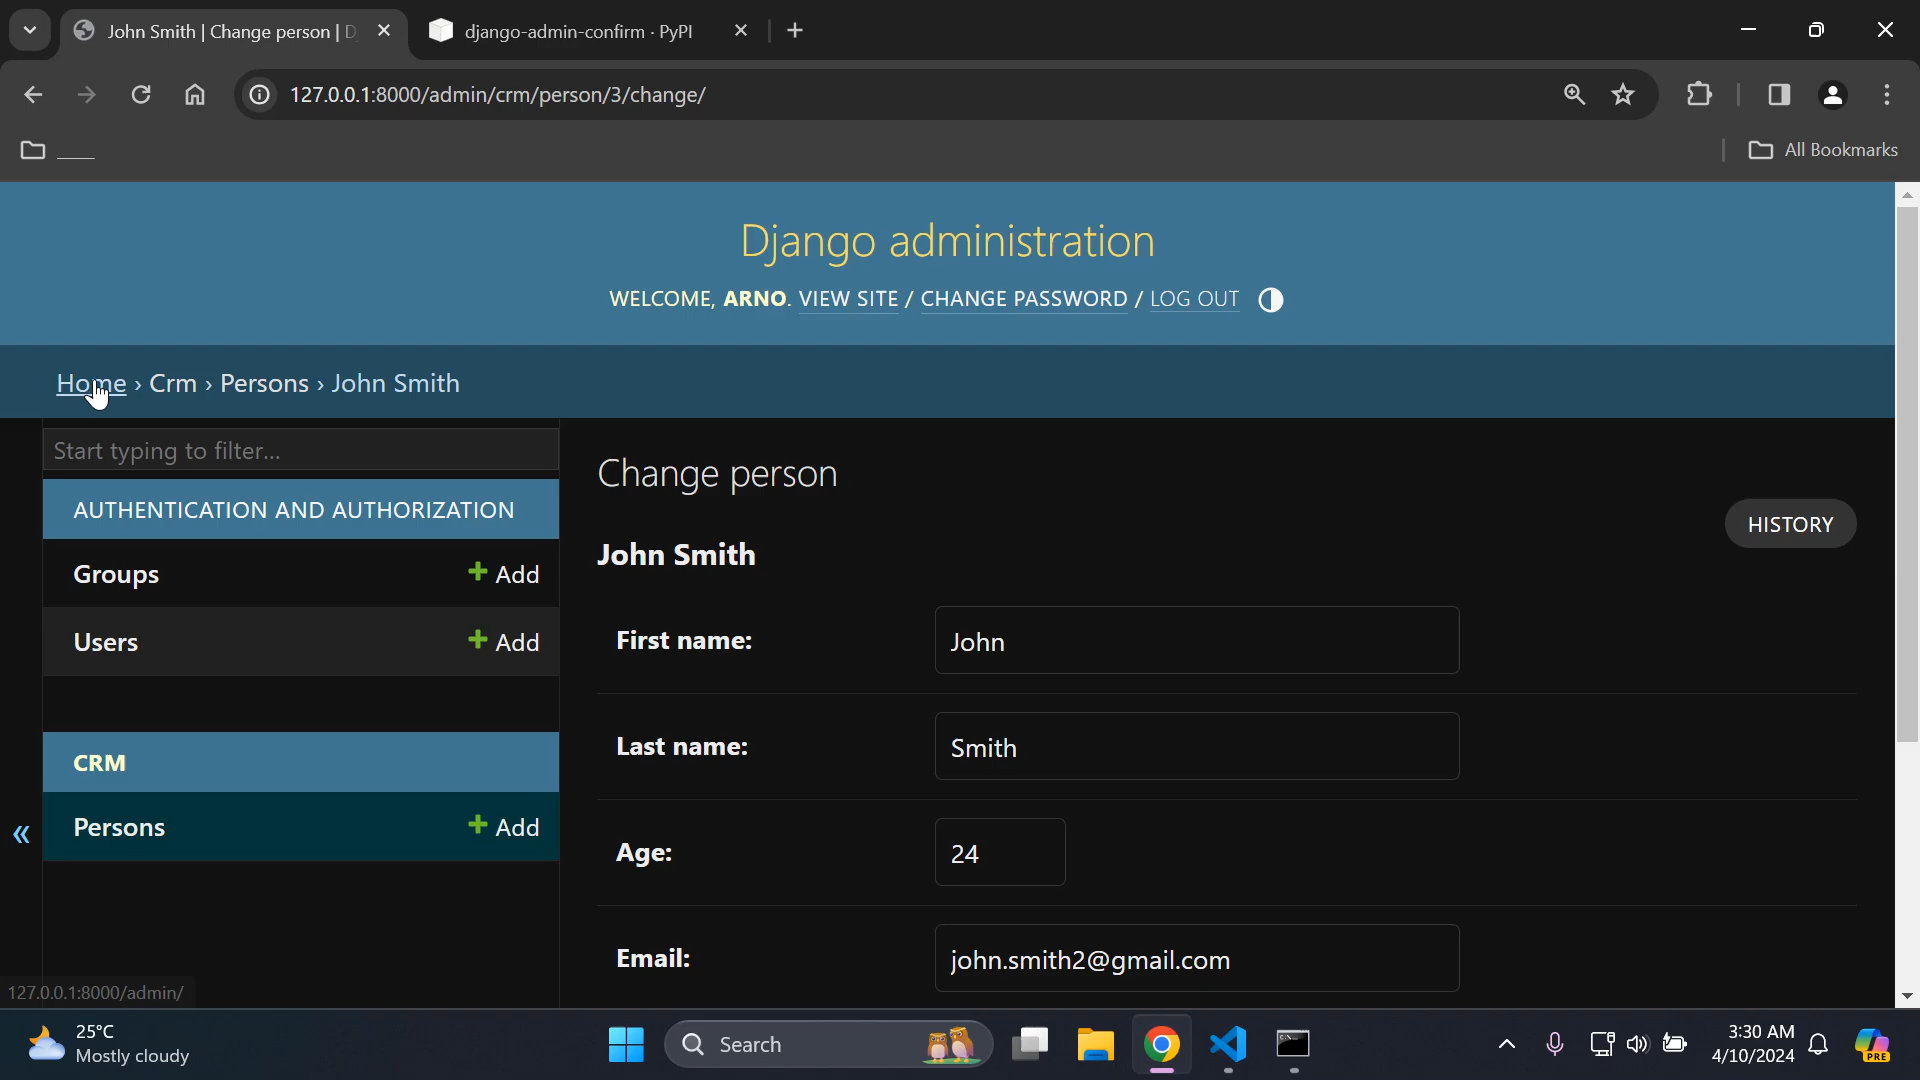 John Smith | Change person | D
django-admin-confirm · PyPI
127.0.0.1:8000/admin/crm/person/3/change/
All Bookmarks
Django administration
WELCOME, ARNO. VIEW SITE / CHANGE PASSWORD / LOG OUT
Home › Crm › Persons › John Smith
Start typing to filter...
AUTHENTICATION AND AUTHORIZATION
Groups
Add
Users
Add
CRM
Persons
Add
«
Change person
HISTORY
John Smith
First name:
John
Last name:
Smith
Age:
24
Email:
john.smith2@gmail.com
127.0.0.1:8000/admin/
25°C
Mostly cloudy
Search
3:30 AM
4/10/2024
PRE